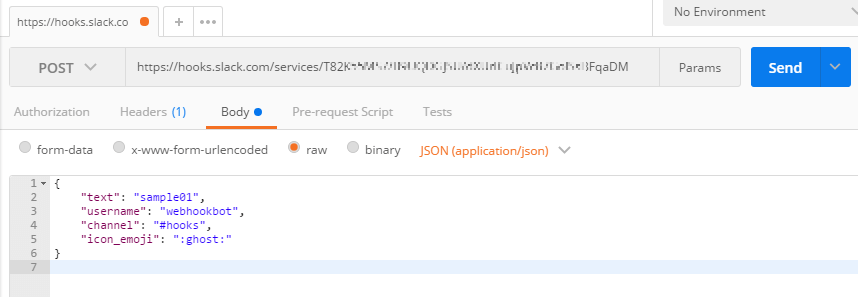 https://hooks.slack.co
+
•••
No Environment
POST
https://hooks.slack.com/services/T82K
FqaDM
Params
Send
Authorization
Headers (1)
Body
Pre-request Script
Tests
form-data
x-www-form-urlencoded
raw
binary
JSON (application/json)
1 {
2 "text": "sample01",
3 "username": "webhookbot",
4 "channel": "#hooks",
5 "icon_emoji": ":ghost:"
6 }
7